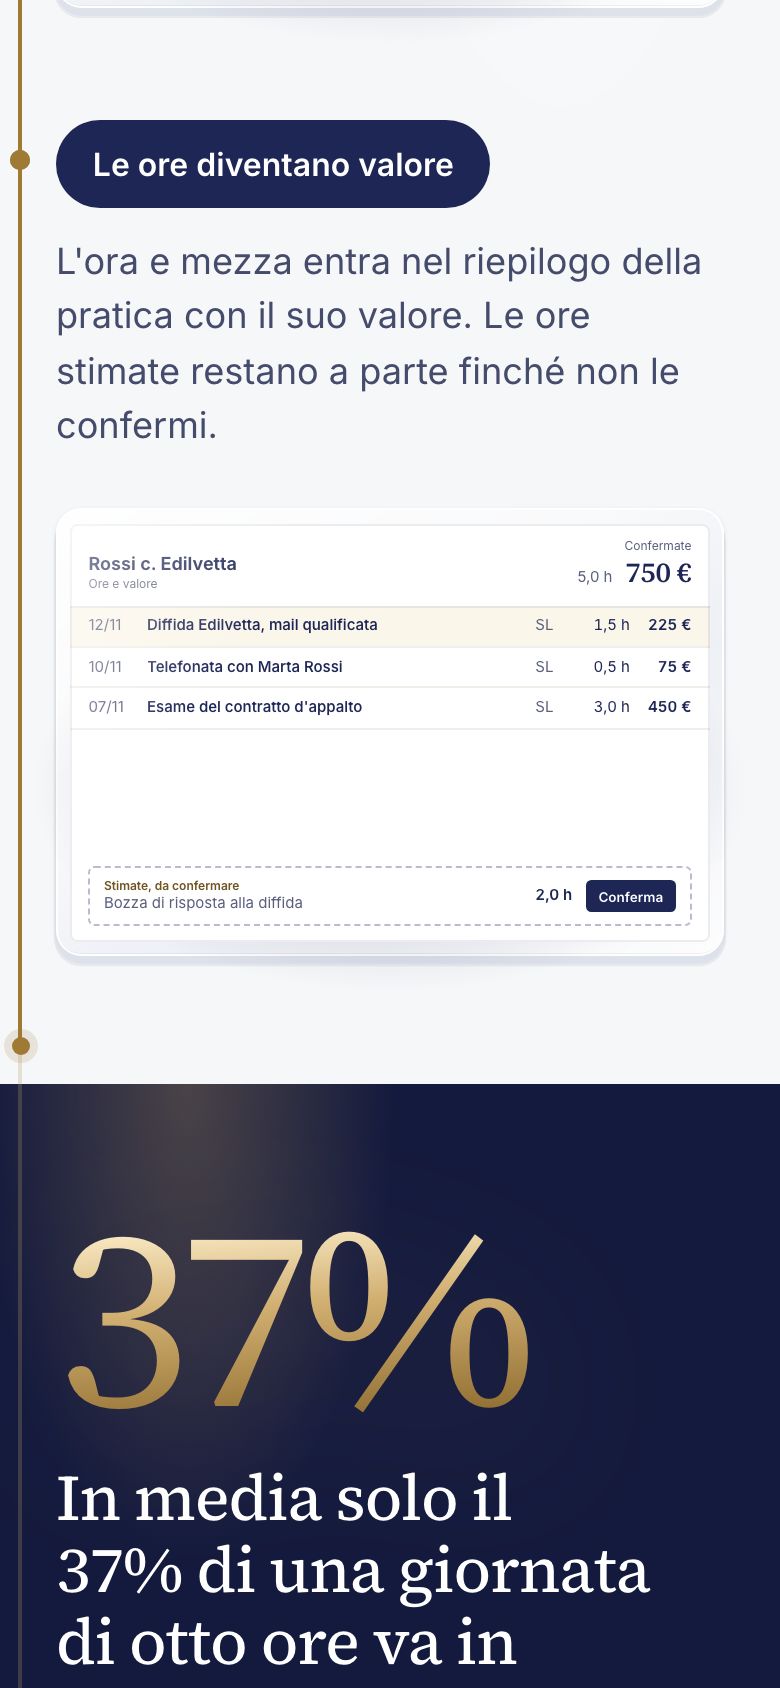 Le ore diventano valore
L'ora e mezza entra nel riepilogo della
pratica con il suo valore. Le ore
stimate restano a parte finché non le
confermi.
Confermate
Rossi c. Edilvetta
5,0 h 750 €
Ore e valore
12/11 Diffida Edilvetta, mail qualificata SL 1,5 h 225 €
10/11 Telefonata con Marta Rossi SL 0,5 h 75 €
07/11 Esame del contratto d'appalto SL 3,0 h 450 €
Stimate, da confermare
Bozza di risposta alla diffida 2,0 h Conferma
37%
In media solo il
37% di una giornata
di otto ore va in